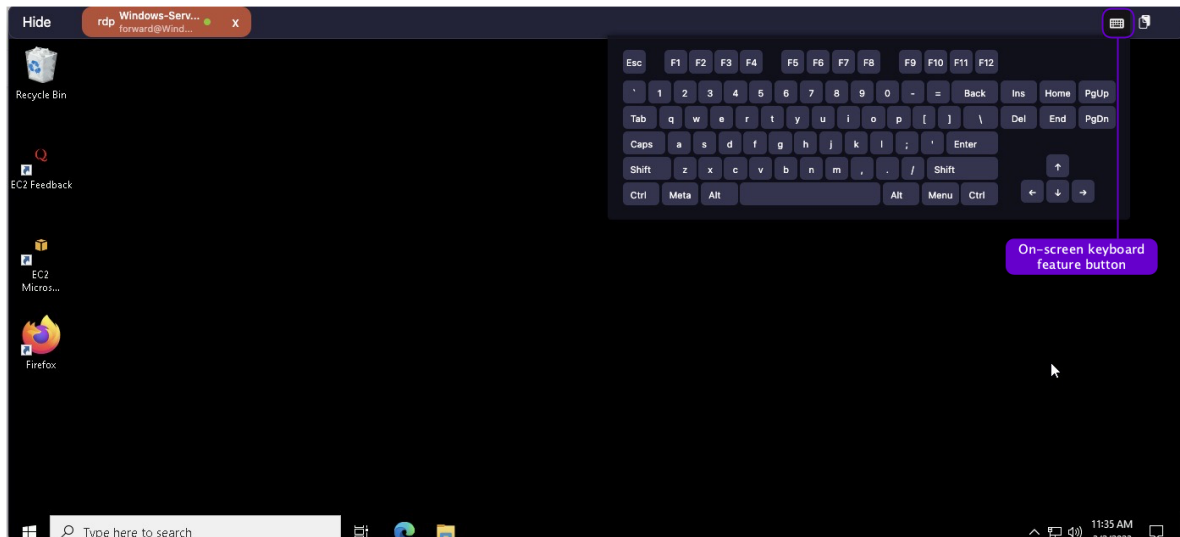 Hide
rdp Windows-Serv... x
forward@Wind...
Recycle Bin
EC2 Feedback
EC2
Micros...
Firefox
Esc F1 F2 F3 F4 F5 F6 F7 F8 F9 F10 F11 F12
` 1 2 3 4 5 6 7 8 9 0 - = Back Ins Home PgUp
Tab q w e r t y u i o p [ ] \ Del End PgDn
Caps a s d f g h j k l ; ' Enter
Shift z x c v b n m , . / Shift ↑
Ctrl Meta Alt Alt Menu Ctrl ← ↓ →
On-screen keyboard
feature button
Type here to search
11:35 AM